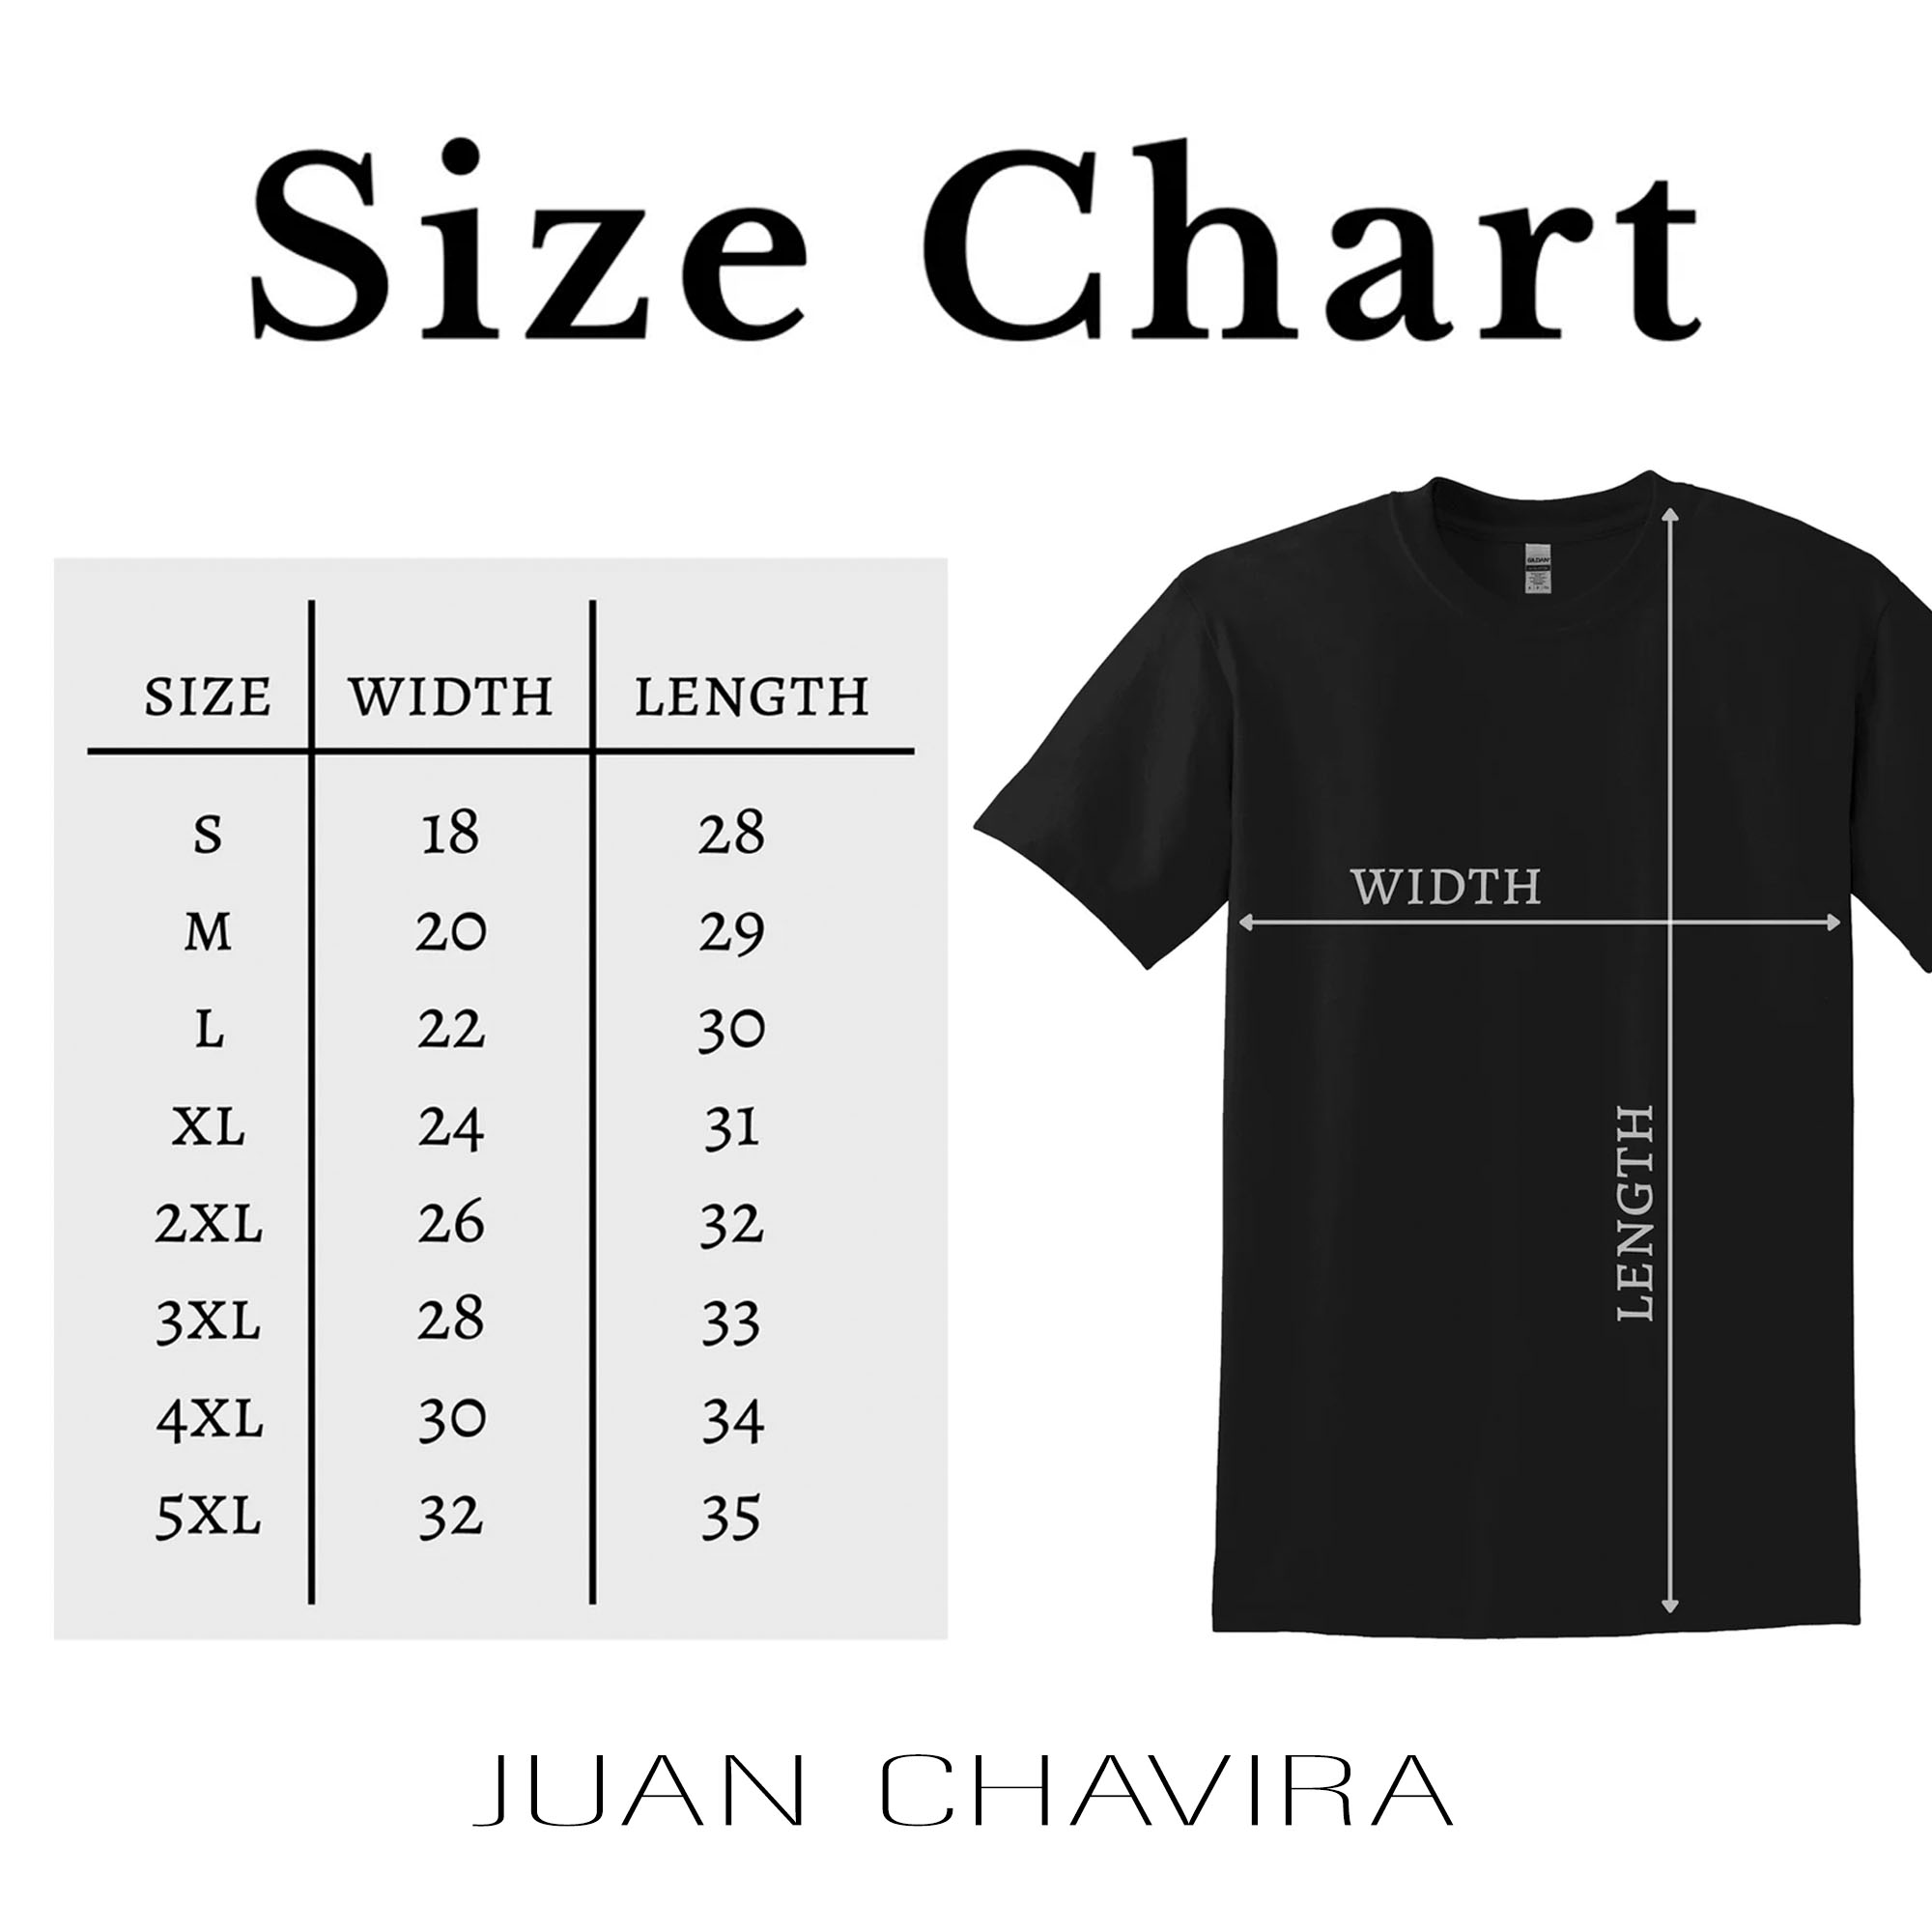 Size Chart
SIZE WIDTH LENGTH
S 18 28
M 20 29
L 22 30
XL 24 31
2XL 26 32
3XL 28 33
4XL 30 34
5XL 32 35
GILDAN
WIDTH
LENGTH
JUAN CHAVIRA